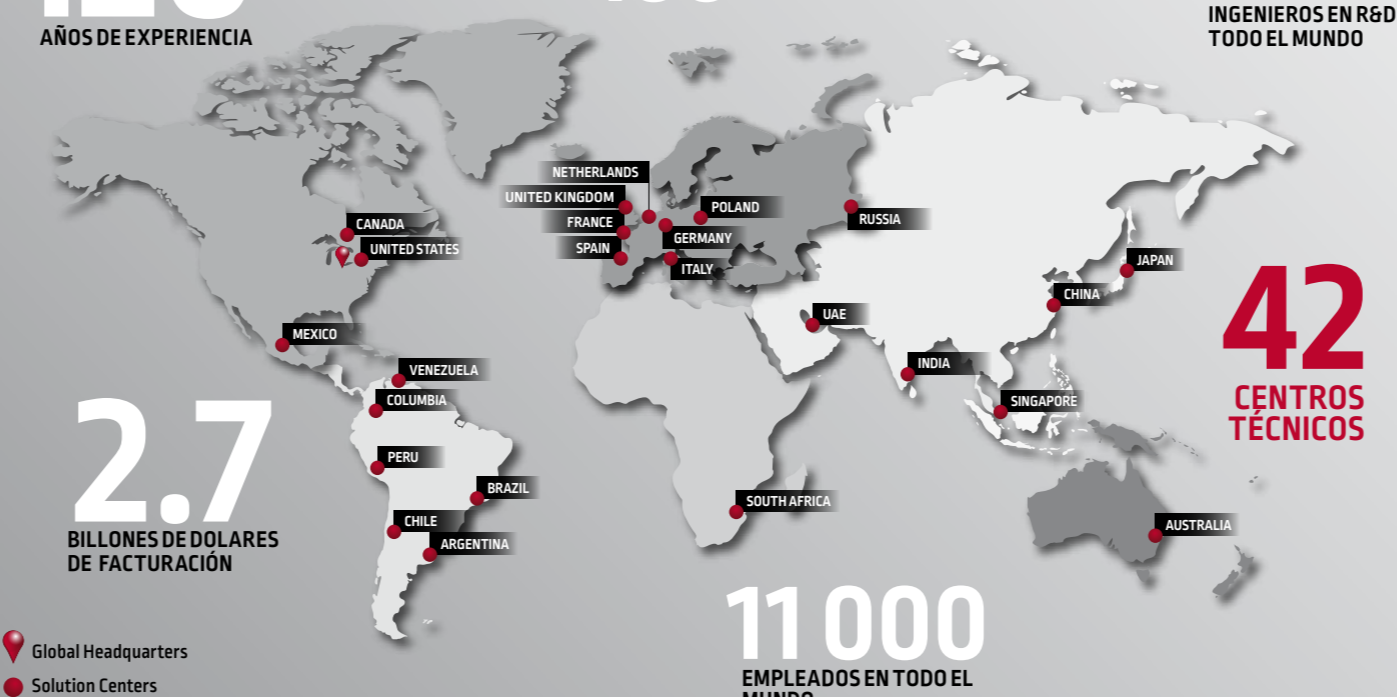 AÑOS DE EXPERIENCIA
INGENIEROS EN R&D
TODO EL MUNDO
NETHERLANDS
UNITED KINGDOM
FRANCE
SPAIN
POLAND
GERMANY
ITALY
RUSSIA
CANADA
UNITED STATES
JAPAN
CHINA
UAE
MEXICO
INDIA
VENEZUELA
COLUMBIA
SINGAPORE
42
CENTROS
TÉCNICOS
2.7
BILLONES DE DOLARES
DE FACTURACIÓN
PERU
BRAZIL
SOUTH AFRICA
CHILE
ARGENTINA
AUSTRALIA
11 000
EMPLEADOS EN TODO EL
MUNDO
Global Headquarters
Solution Centers